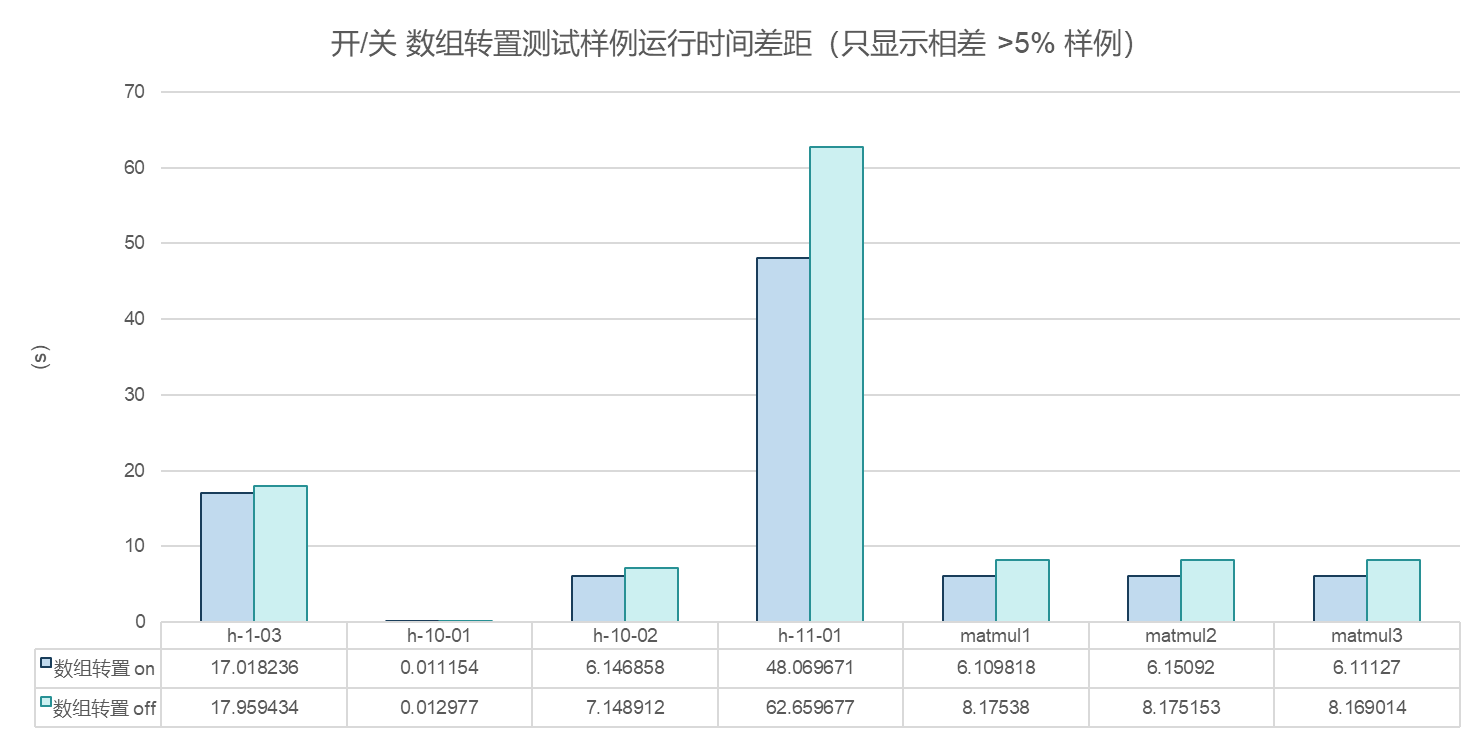 开/关 数组转置测试样例运行时间差距（只显示相差 >5% 样例）
70
60
50
40
30
20
10
0
(s)
h-1-03 h-10-01 h-10-02 h-11-01 matmul1 matmul2 matmul3
数组转置 on 17.018236 0.011154 6.146858 48.069671 6.109818 6.15092 6.11127
数组转置 off 17.959434 0.012977 7.148912 62.659677 8.17538 8.175153 8.169014